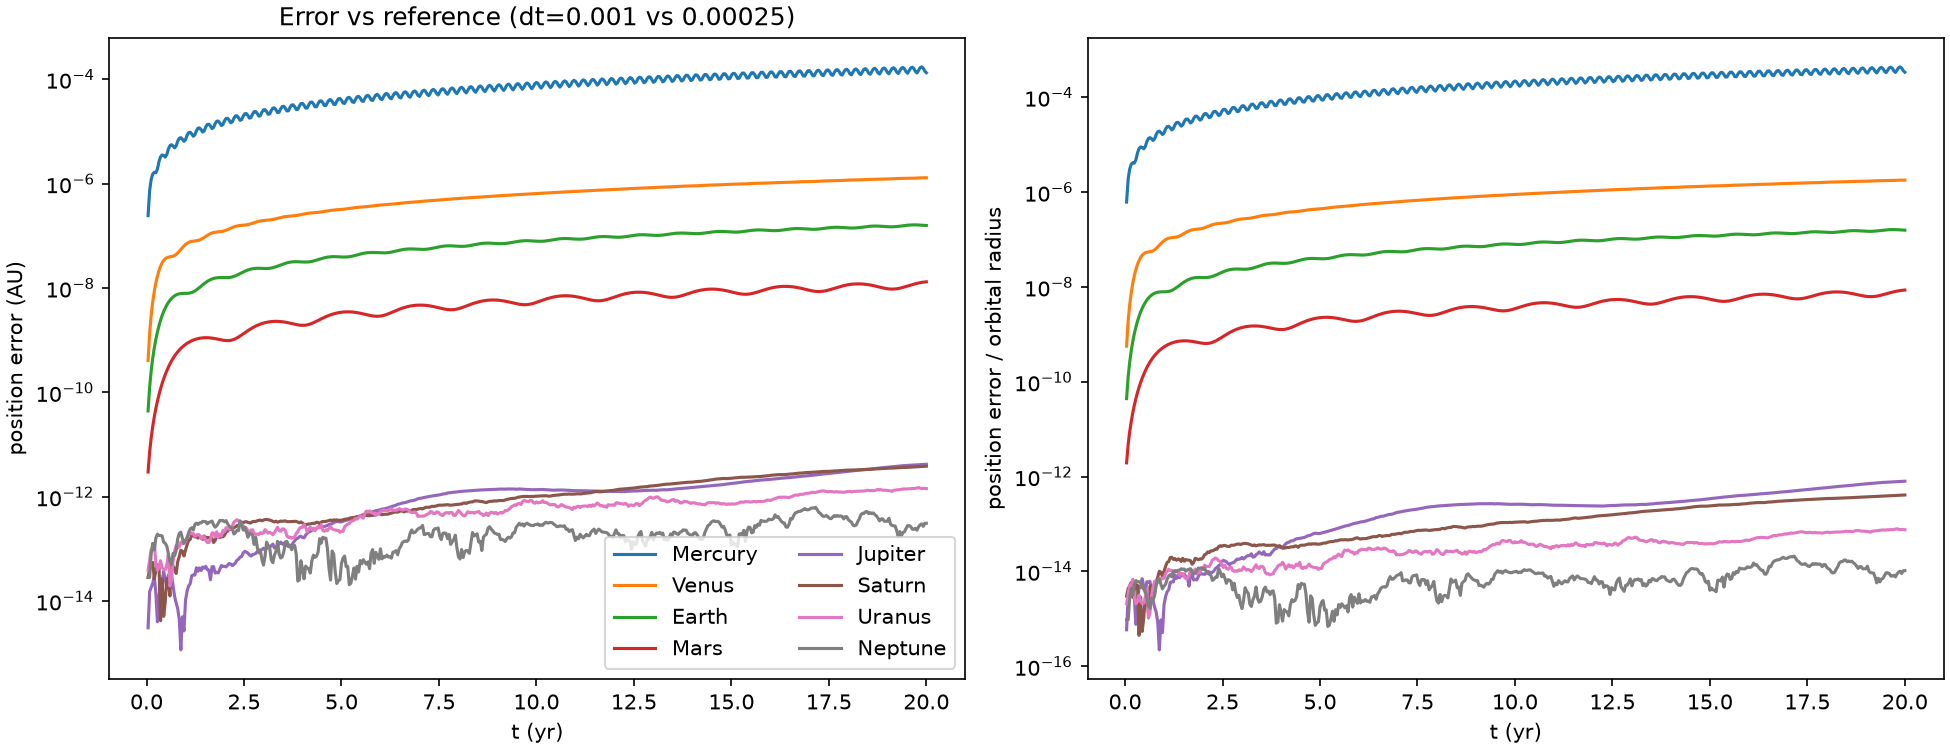 Error vs reference (dt=0.001 vs 0.00025)
position error (AU)
10⁻⁴
10⁻⁶
10⁻⁸
10⁻¹⁰
10⁻¹²
10⁻¹⁴
0.0 2.5 5.0 7.5 10.0 12.5 15.0 17.5 20.0
t (yr)
Mercury
Venus
Earth
Mars
Jupiter
Saturn
Uranus
Neptune
position error / orbital radius
10⁻⁴
10⁻⁶
10⁻⁸
10⁻¹⁰
10⁻¹²
10⁻¹⁴
10⁻¹⁶
0.0 2.5 5.0 7.5 10.0 12.5 15.0 17.5 20.0
t (yr)